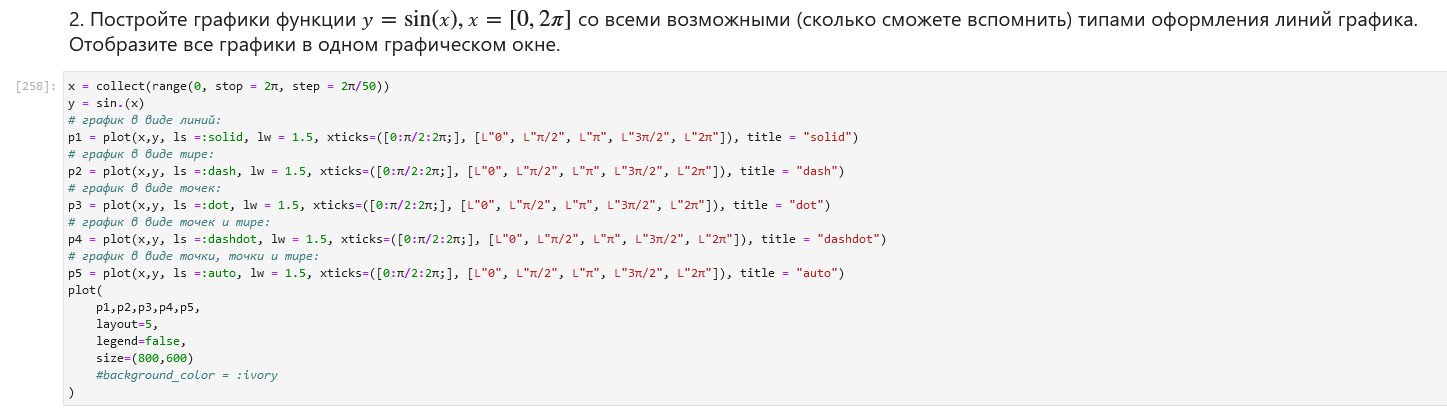 2. Постройте графики функции y = sin(x), x = [0, 2π] со всеми возможными (сколько сможете вспомнить) типами оформления линий графика.
Отобразите все графики в одном графическом окне.
[258]: x = collect(range(0, stop = 2π, step = 2π/50))
y = sin.(x)
# график в виде линий:
p1 = plot(x,y, ls =:solid, lw = 1.5, xticks=([0:π/2:2π;], [L"0", L"π/2", L"π", L"3π/2", L"2π"]), title = "solid")
# график в виде тире:
p2 = plot(x,y, ls =:dash, lw = 1.5, xticks=([0:π/2:2π;], [L"0", L"π/2", L"π", L"3π/2", L"2π"]), title = "dash")
# график в виде точек:
p3 = plot(x,y, ls =:dot, lw = 1.5, xticks=([0:π/2:2π;], [L"0", L"π/2", L"π", L"3π/2", L"2π"]), title = "dot")
# график в виде точек и тире:
p4 = plot(x,y, ls =:dashdot, lw = 1.5, xticks=([0:π/2:2π;], [L"0", L"π/2", L"π", L"3π/2", L"2π"]), title = "dashdot")
# график в виде точки, точки и тире:
p5 = plot(x,y, ls =:auto, lw = 1.5, xticks=([0:π/2:2π;], [L"0", L"π/2", L"π", L"3π/2", L"2π"]), title = "auto")
plot(
p1,p2,p3,p4,p5,
layout=5,
legend=false,
size=(800,600)
#background_color = :ivory
)